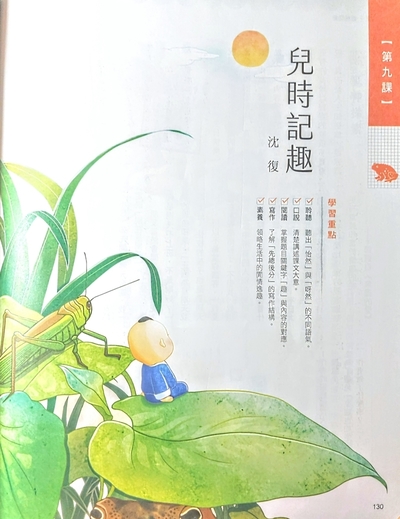 【第九課】
兒時記趣
沈復
學習重點
聆聽 聽出「怡然」與「呀然」的不同語氣。
口說 清楚講述課文大意。
閱讀 掌握題目關鍵字「趣」與內容的對應。
寫作 了解「先總後分」的寫作結構。
素養 領略生活中的閒情逸趣。
130